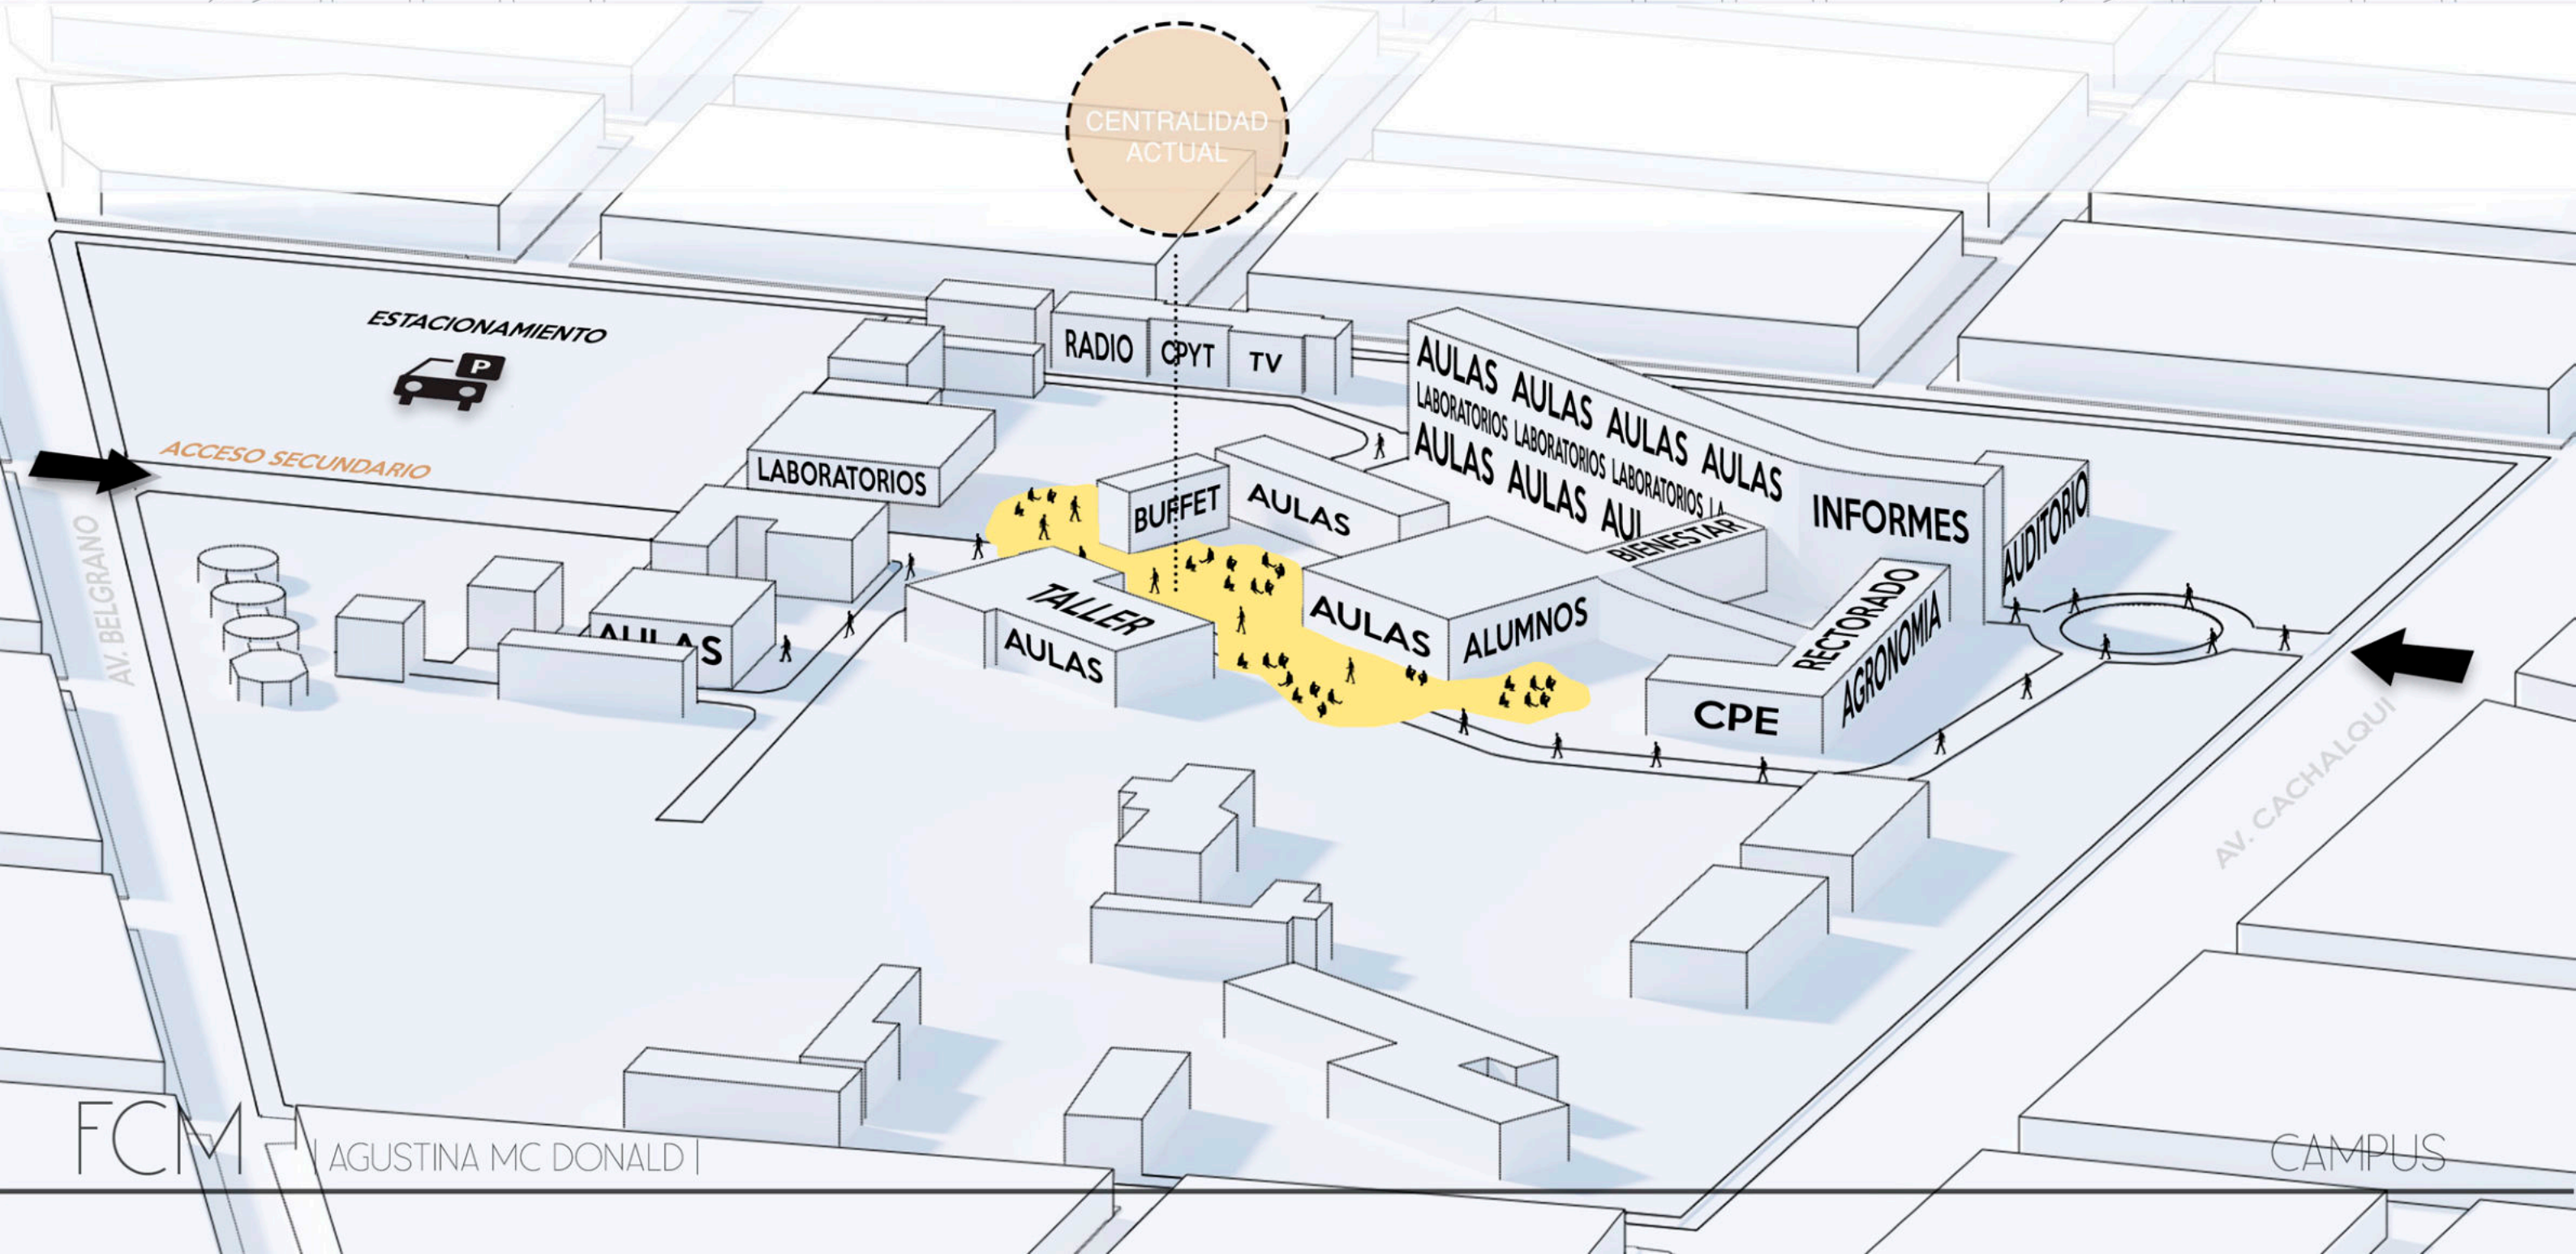 CENTRALIDAD
ACTUAL
ESTACIONAMIENTO
P
RADIO
CPYT
TV
AULAS AULAS AULAS AULAS
LABORATORIOS LABORATORIOS LABORATORIOS LA
AULAS AULAS AUL
ACCESO SECUNDARIO
LABORATORIOS
BUFFET
AULAS
BIENESTAR
INFORMES
AUDITORIO
AV. BELGRANO
AULAS
TALLER
AULAS
AULAS
ALUMNOS
RECTORADO
AGRONOMIA
CPE
AV. CACHALQUI
FCM
| AGUSTINA MC DONALD |
CAMPUS